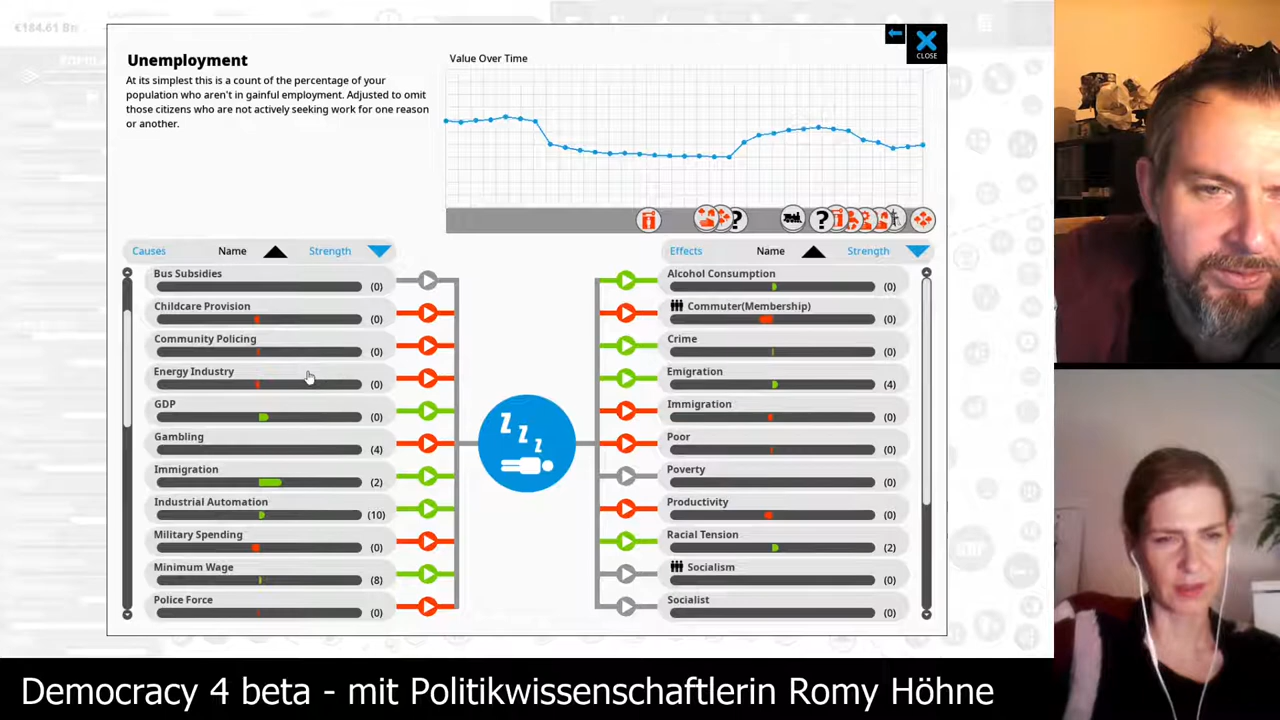 €184.61 B
CLOSE
Unemployment
At its simplest this is a count of the percentage of your
population who aren't in gainful employment. Adjusted to omit
those citizens who are not actively seeking work for one reason
or another.
Value Over Time
? ?
Causes Name Strength
Effects Name Strength
Bus Subsidies
(0)
Childcare Provision
(0)
Community Policing
(0)
Energy Industry
(0)
GDP
(0)
Gambling
(4)
Immigration
(2)
Industrial Automation
(10)
Military Spending
(0)
Minimum Wage
(8)
Police Force
(0)
z z z
Alcohol Consumption
(0)
Commuter(Membership)
(0)
Crime
(0)
Emigration
(4)
Immigration
(0)
Poor
(0)
Poverty
(0)
Productivity
(0)
Racial Tension
(2)
Socialism
(0)
Socialist
(0)
Democracy 4 beta - mit Politikwissenschaftlerin Romy Höhne